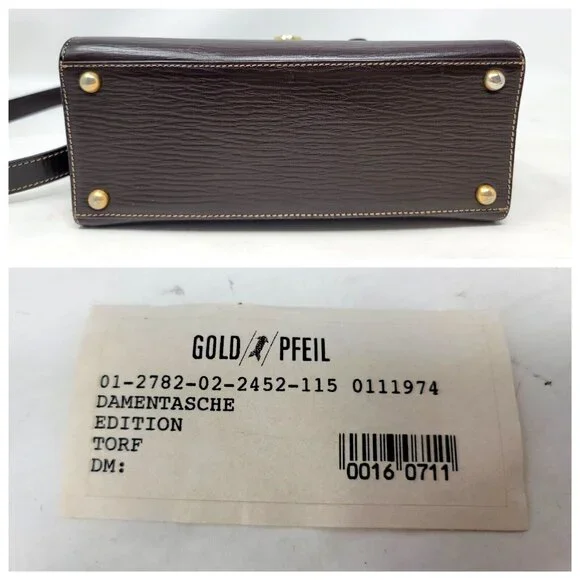 GOLD PFEIL
01-2782-02-2452-115 0111974
DAMENTASCHE
EDITION
TORF
DM:
0016 0711